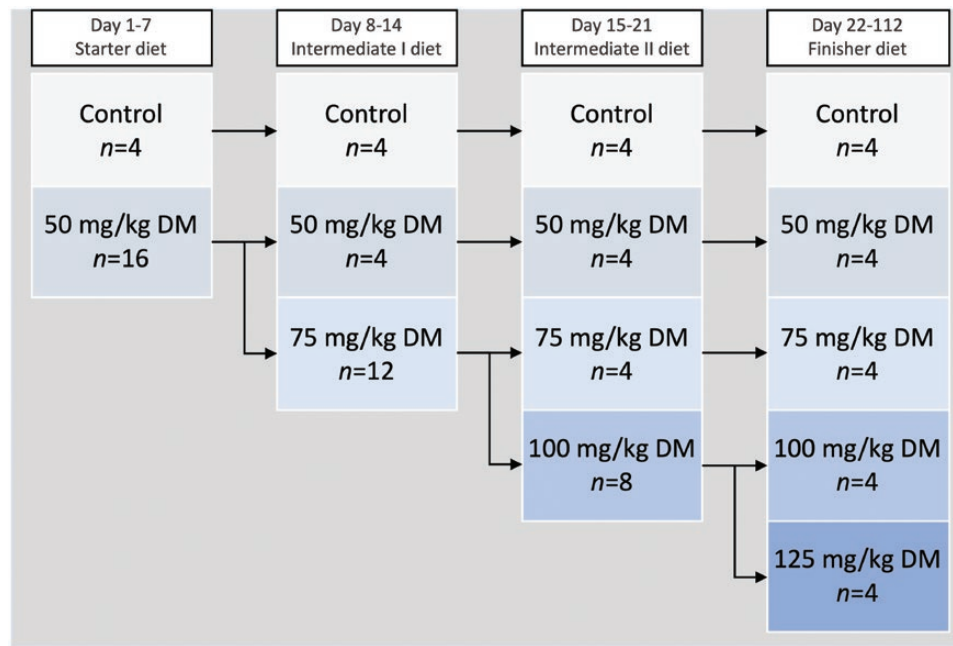 Day 1-7
Starter diet
Control
n=4
50 mg/kg DM
n=16
Day 8-14
Intermediate I diet
Control
n=4
50 mg/kg DM
n=4
75 mg/kg DM
n=12
Day 15-21
Intermediate II diet
Control
n=4
50 mg/kg DM
n=4
75 mg/kg DM
n=4
100 mg/kg DM
n=8
Day 22-112
Finisher diet
Control
n=4
50 mg/kg DM
n=4
75 mg/kg DM
n=4
100 mg/kg DM
n=4
125 mg/kg DM
n=4